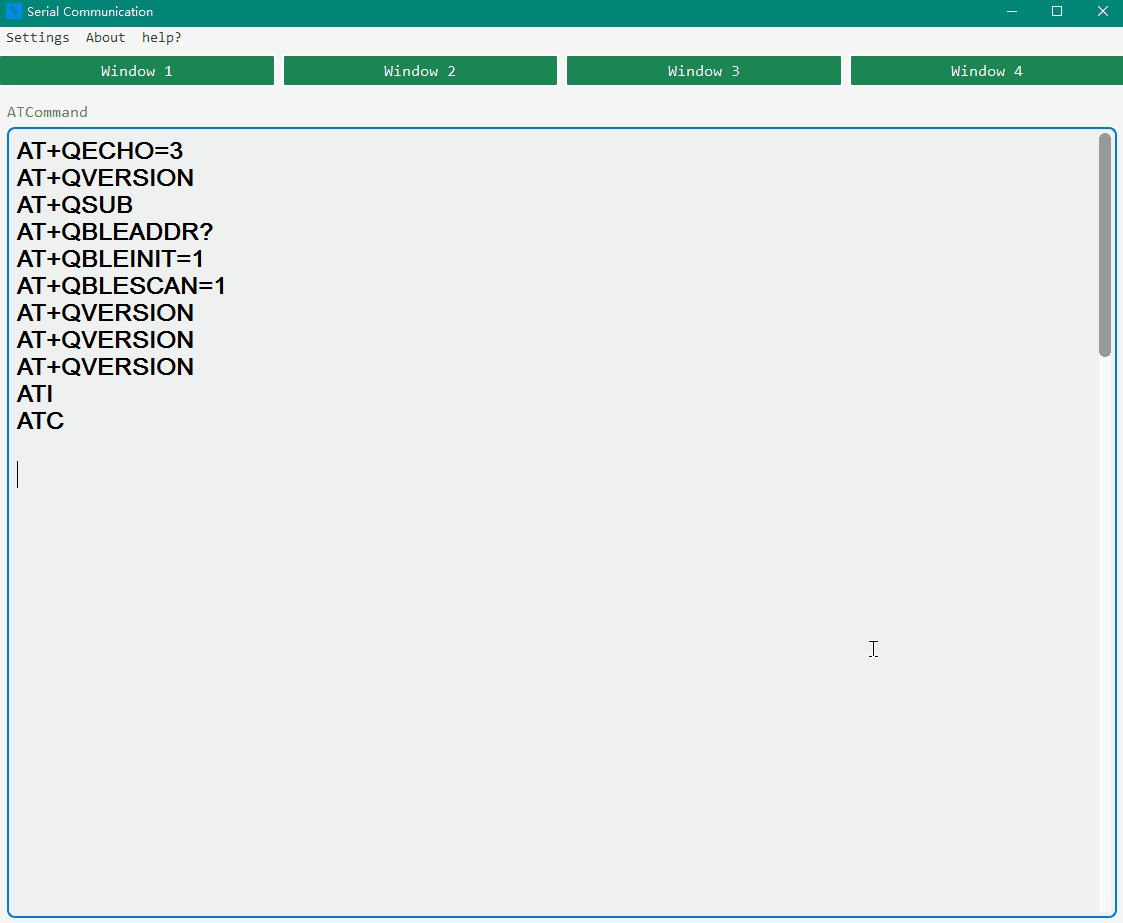 Serial Communication
Settings About help?
Window 1 Window 2 Window 3 Window 4
ATCommand
AT+QECHO=3
AT+QVERSION
AT+QSUB
AT+QBLEADDR?
AT+QBLEINIT=1
AT+QBLESCAN=1
AT+QVERSION
AT+QVERSION
AT+QVERSION
ATI
ATC